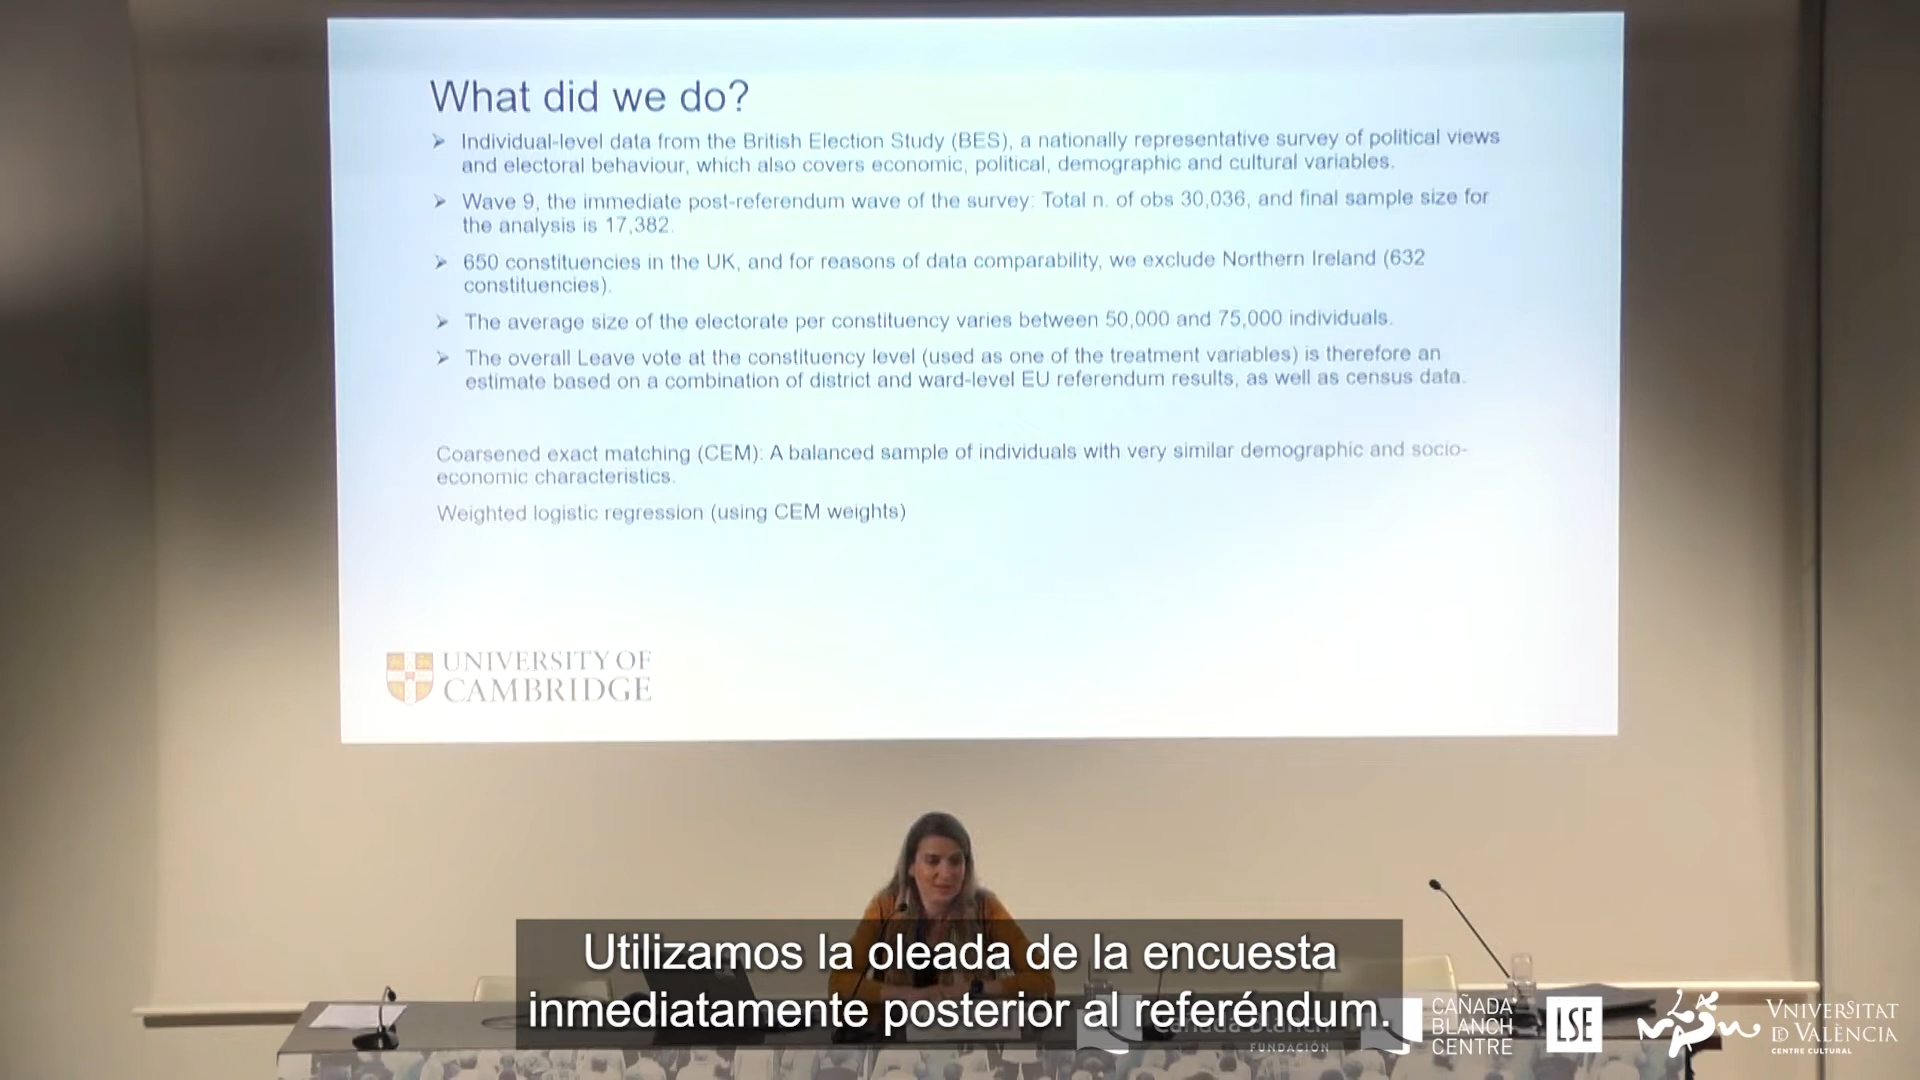 What did we do?
Individual-level data from the British Election Study (BES), a nationally representative survey of political views
and electoral behaviour, which also covers economic, political, demographic and cultural variables.
Wave 9, the immediate post-referendum wave of the survey: Total n. of obs 30,036, and final sample size for
the analysis is 17,382.
650 constituencies in the UK, and for reasons of data comparability, we exclude Northern Ireland (632
constituencies).
The average size of the electorate per constituency varies between 50,000 and 75,000 individuals.
The overall Leave vote at the constituency level (used as one of the treatment variables) is therefore an
estimate based on a combination of district and ward-level EU referendum results, as well as census data.
Coarsened exact matching (CEM): A balanced sample of individuals with very similar demographic and socio-
economic characteristics.
Weighted logistic regression (using CEM weights)
UNIVERSITY OF
CAMBRIDGE
Utilizamos la oleada de la encuesta
inmediatamente posterior al referéndum.
FUNDACIÓN
CAÑADA
BLANCH
CENTRE
LSE
VNIVERSITAT
DE VALÈNCIA
CENTRE CULTURAL